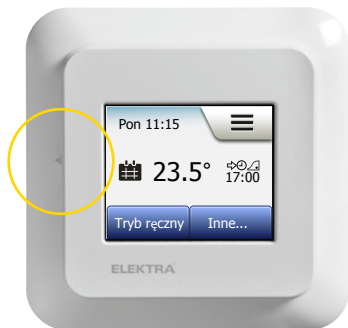 Pon 11:15
23.5°
17:00
Tryb ręczny Inne...
ELEKTRA